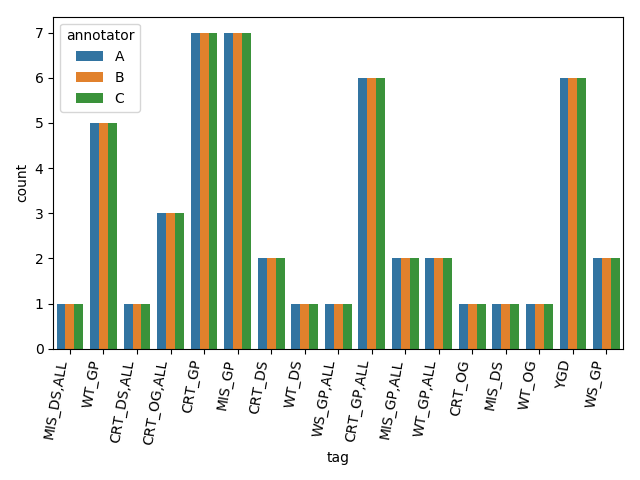 annotator
A
B
C
count
7
6
5
4
3
2
1
0
MIS_DS,ALL
WT_GP
CRT_DS,ALL
CRT_OG,ALL
CRT_GP
MIS_GP
CRT_DS
WT_DS
WS_GP,ALL
CRT_GP,ALL
MIS_GP,ALL
WT_GP,ALL
CRT_OG
MIS_DS
WT_OG
YGD
WS_GP
tag